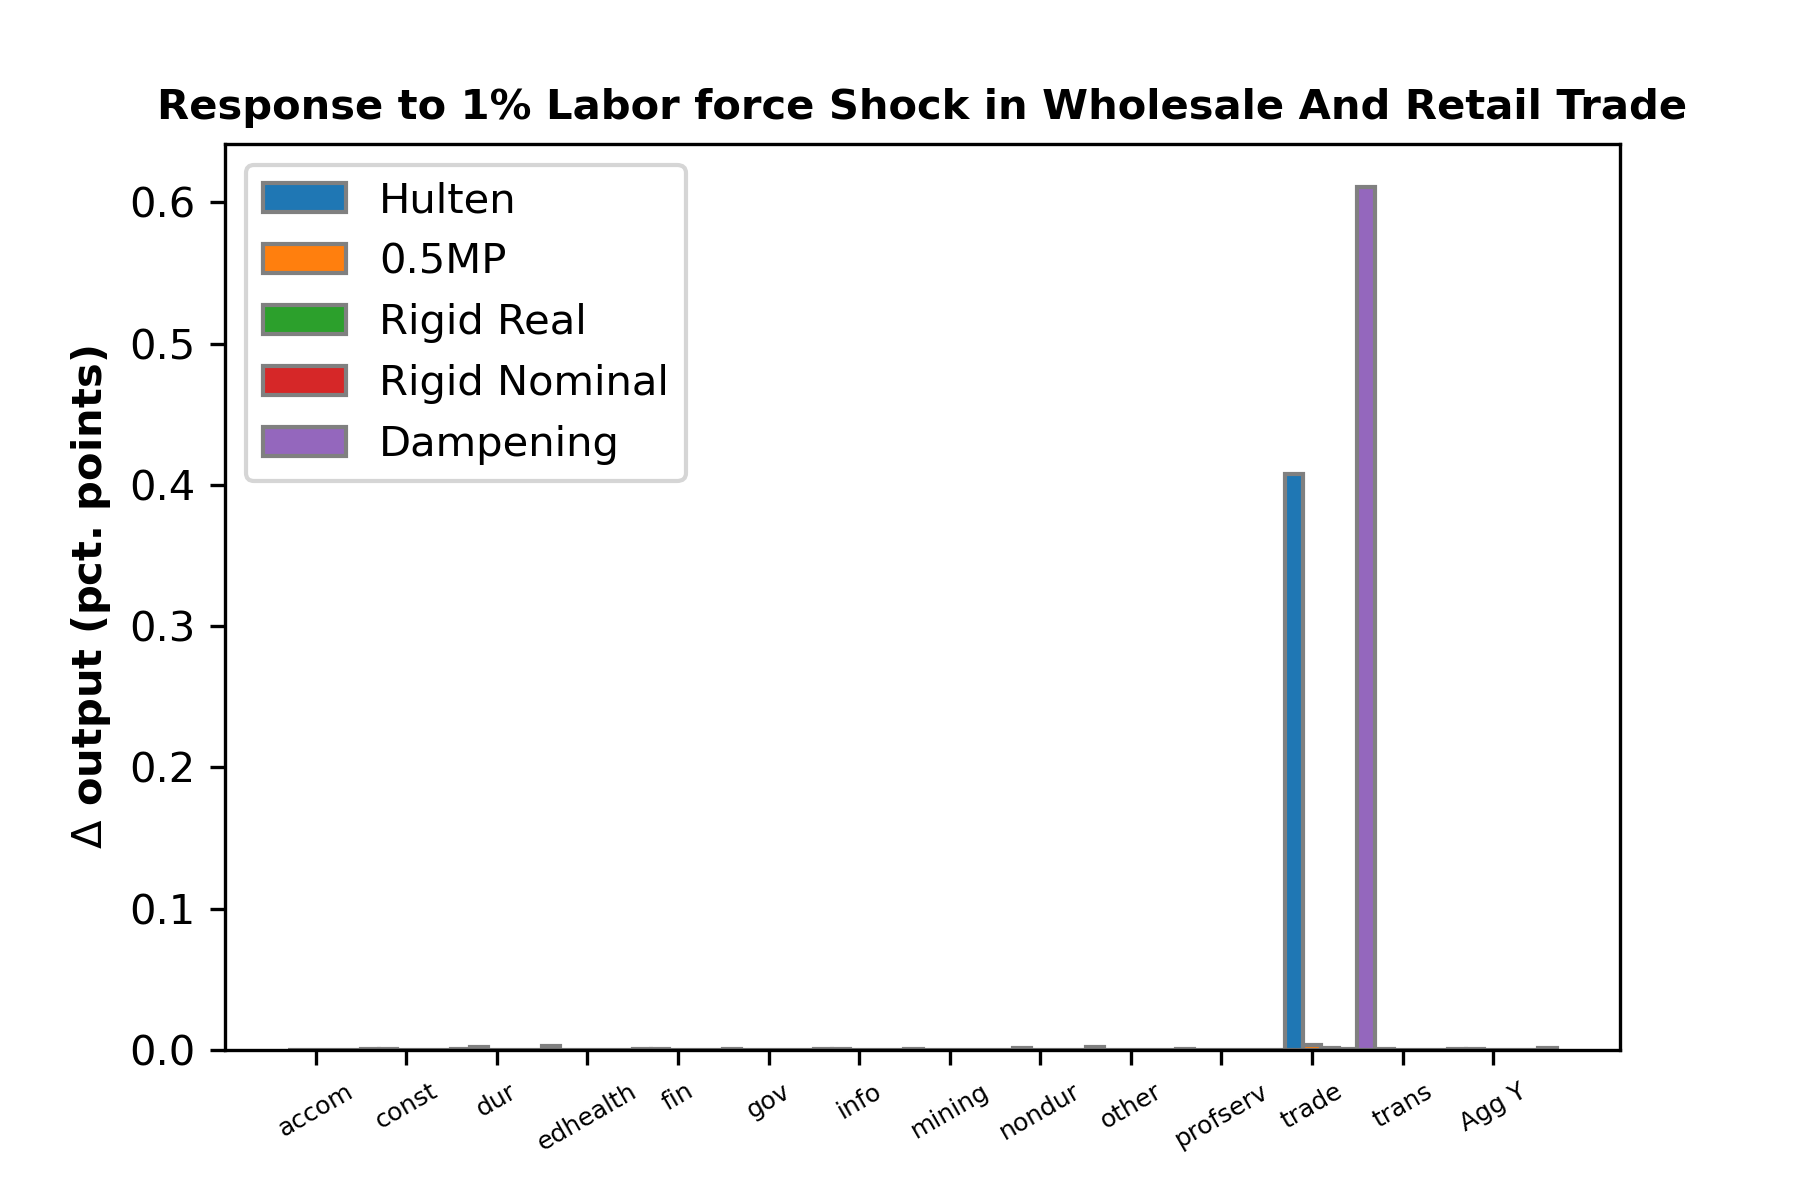 Response to 1% Labor force Shock in Wholesale And Retail Trade
Δ output (pct. points)
0.6
0.5
0.4
0.3
0.2
0.1
0.0
Hulten
0.5MP
Rigid Real
Rigid Nominal
Dampening
accom
const
dur
edhealth
fin
gov
info
mining
nondur
other
profserv
trade
trans
Agg Y